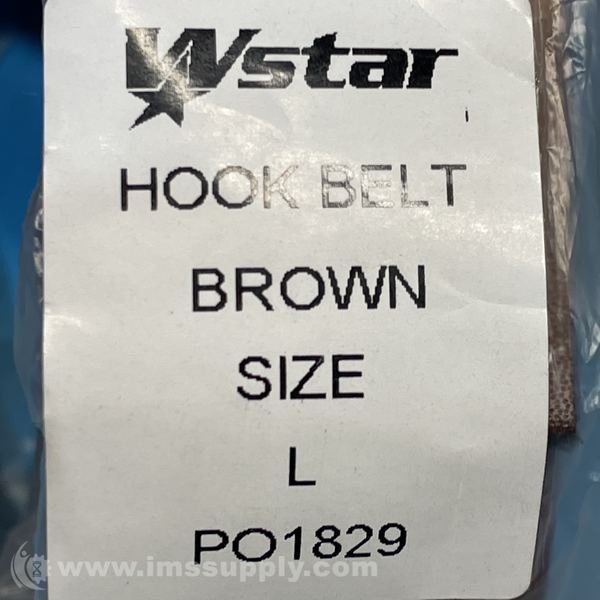 Wstar
HOOK BELT
BROWN
SIZE
L
PO1829
www.imssupply.com